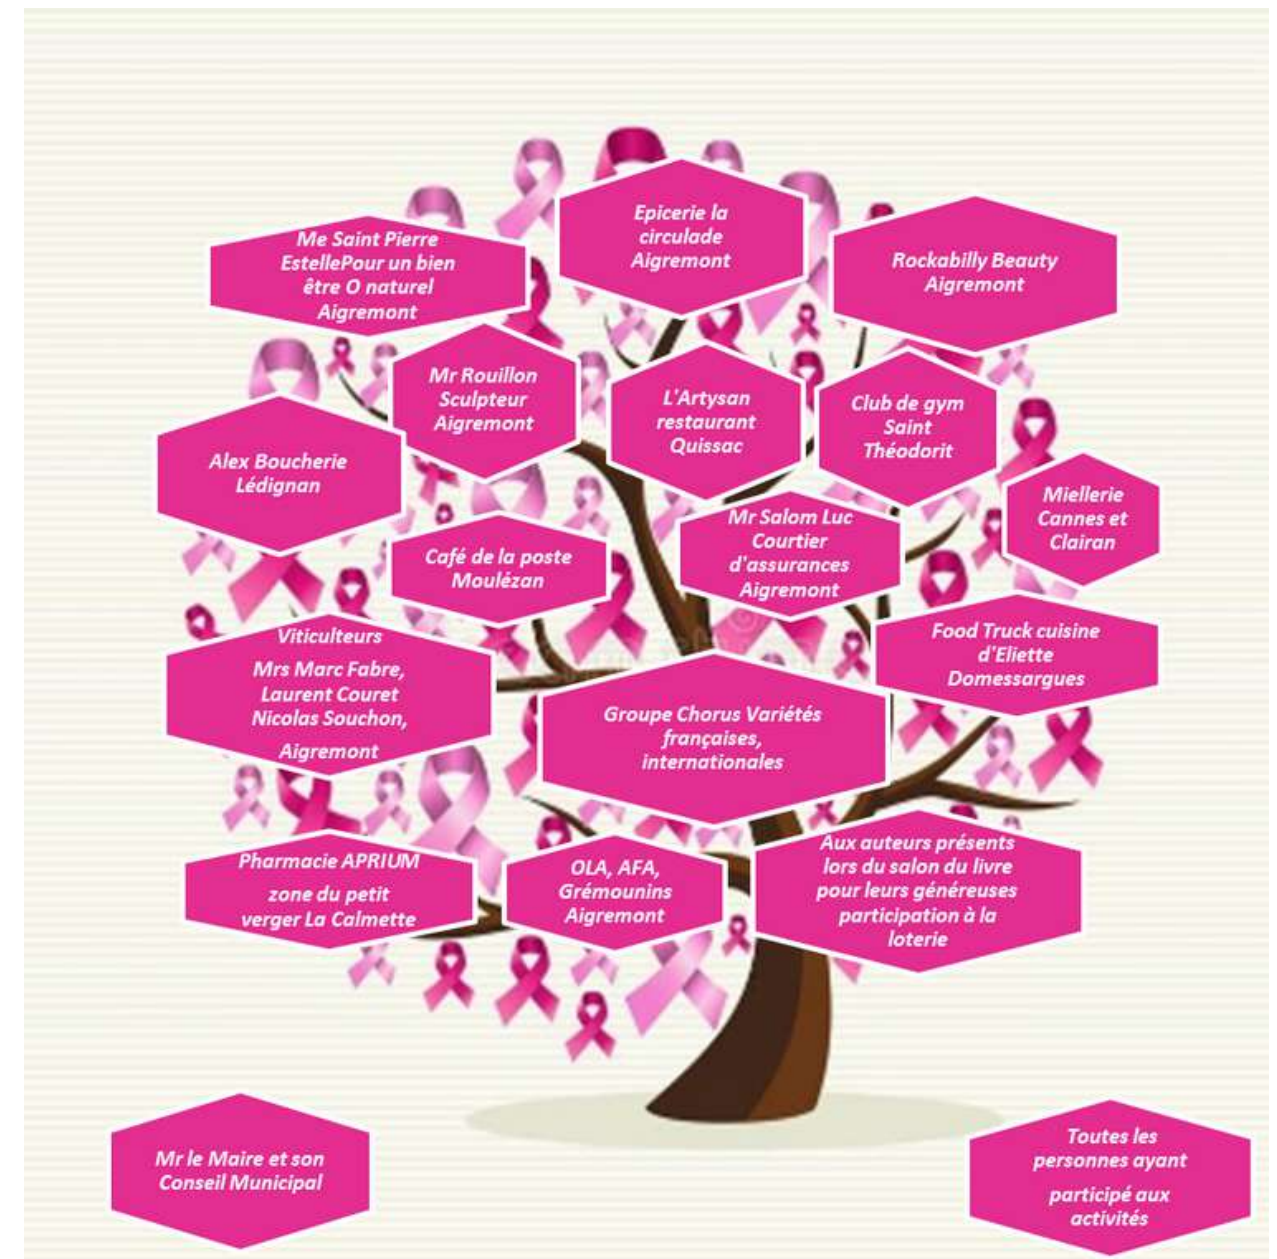 Epicerie la
circulade
Aigremont
Me Saint Pierre
EstellePour un bien
être O naturel
Aigremont
Rockabilly Beauty
Aigremont
Mr Rouillon
Sculpteur
Aigremont
L'Artysan
restaurant
Quissac
Club de gym
Saint
Théodorit
Alex Boucherie
Lédignan
Miellerie
Cannes et
Clairan
Mr Salom Luc
Courtier
d'assurances
Aigremont
Café de la poste
Moulézan
Viticulteurs
Mrs Marc Fabre,
Laurent Couret
Nicolas Souchon,
Aigremont
Food Truck cuisine
d'Eliette
Domessargues
Groupe Chorus Variétés
françaises,
internationales
Pharmacie APRIUM
zone du petit
verger La Calmette
OLA, AFA,
Grémounins
Aigremont
Aux auteurs présents
lors du salon du livre
pour leurs généreuses
participation à la
loterie
Mr le Maire et son
Conseil Municipal
Toutes les
personnes ayant
participé aux
activités